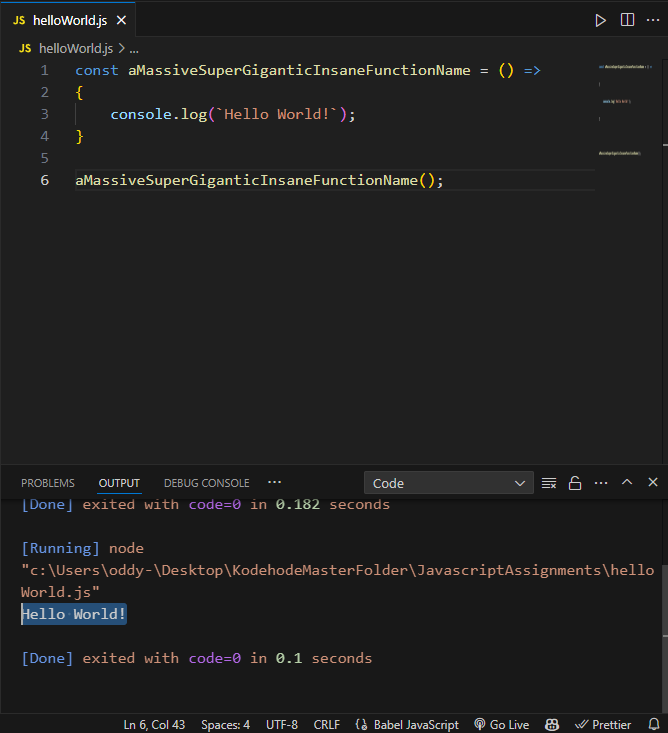 JS helloWorld.js
JS helloWorld.js > ...
1 const aMassiveSuperGiganticInsaneFunctionName = () =>
2 {
3     console.log(`Hello World!`);
4 }
5
6 aMassiveSuperGiganticInsaneFunctionName();
PROBLEMS OUTPUT DEBUG CONSOLE ... Code
[Done] exited with code=0 in 0.182 seconds
[Running] node
"c:\Users\oddy-\Desktop\KodehodeMasterFolder\JavascriptAssignments\hello
World.js"
Hello World!
[Done] exited with code=0 in 0.1 seconds
Ln 6, Col 43 Spaces: 4 UTF-8 CRLF {} Babel JavaScript Go Live Prettier